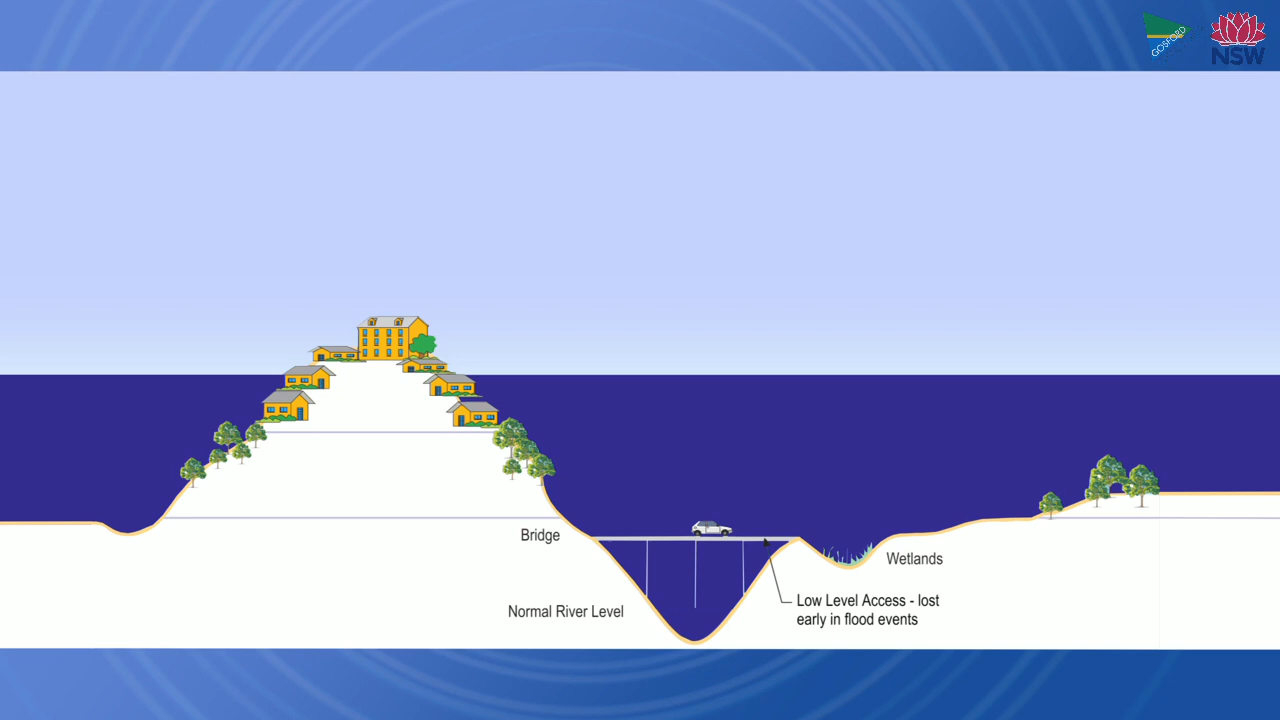 GOSFORD
NSW
Bridge
Wetlands
Normal River Level
Low Level Access - lost
early in flood events